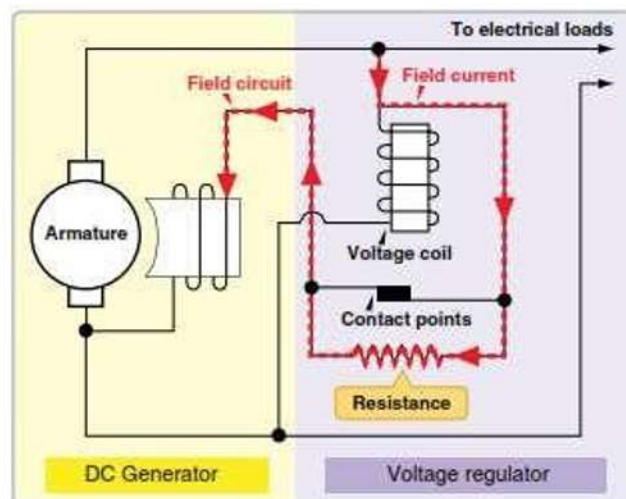 To electrical loads
Field circuit
Field current
Armature
Voltage coil
Contact points
Resistance
DC Generator
Voltage regulator